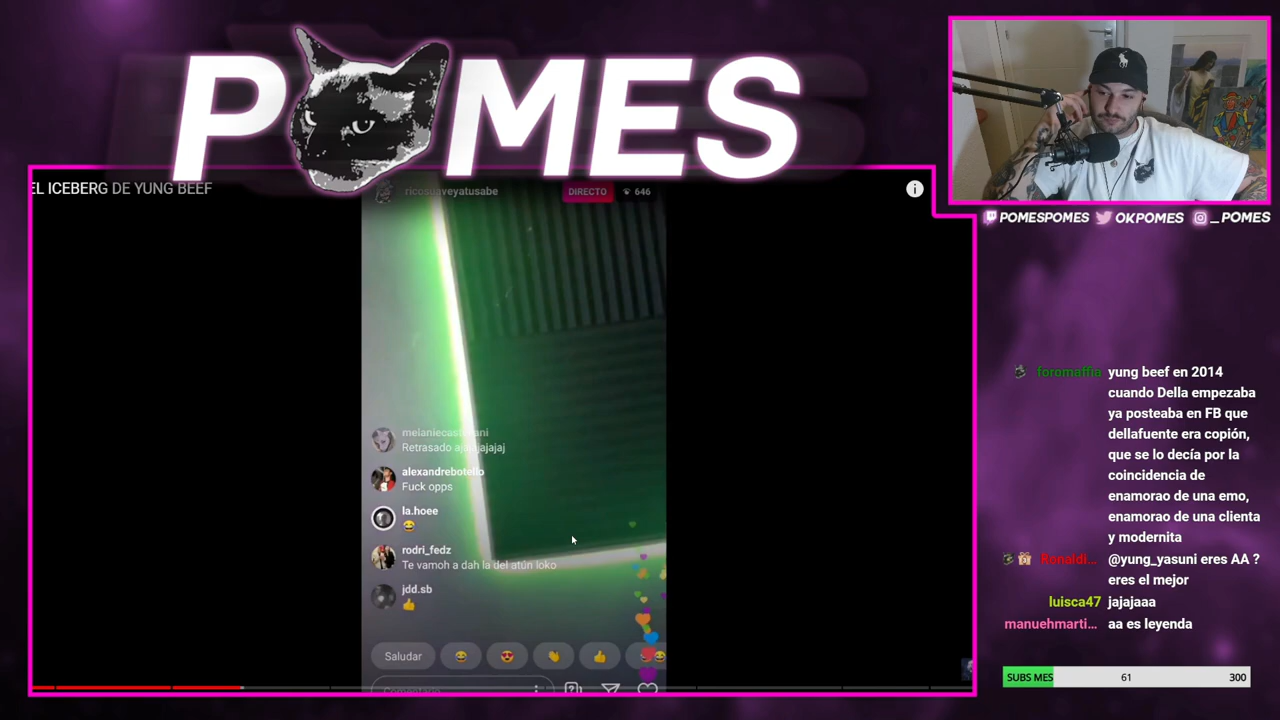 POMES
EL ICEBERG DE YUNG BEEF
ricosuaveyatusabe
DIRECTO
646
Retrasado ajajajajajaj
alexandrebotello
Fuck opps
la.hoee
rodri_fedz
Te vamoh a dah la del atún loko
jdd.sb
Saludar
POMESPOMES
OKPOMES
_POMES
foromaffia yung beef en 2014
cuando Della empezaba
ya posteaba en FB que
dellafuente era copión,
que se lo decía por la
coincidencia de
enamorao de una emo,
enamorao de una clienta
y modernita
Ronaldi... @yung_yasuni eres AA ?
eres el mejor
luisca47 jajajaaa
manuehmarti... aa es leyenda
SUBS MES 61 300